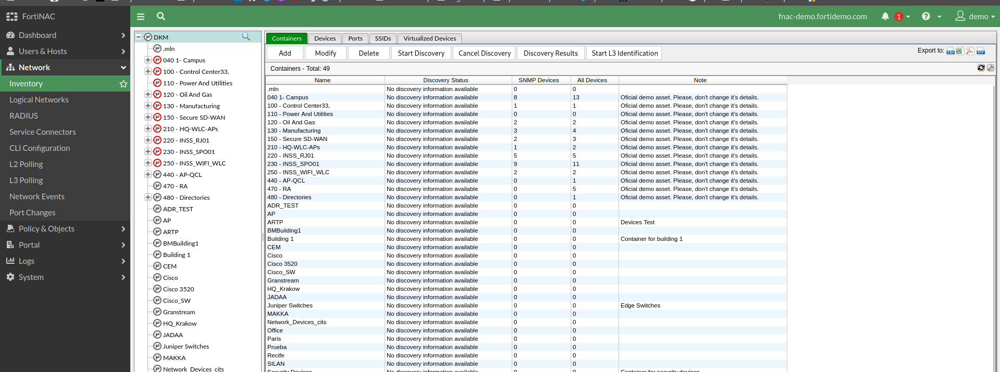 FortiNAC
fnac-demo.fortidemo.com
1
demo
Dashboard
Users & Hosts
Network
Inventory
Logical Networks
RADIUS
Service Connectors
CLI Configuration
L2 Polling
L3 Polling
Network Events
Port Changes
Policy & Objects
Portal
Logs
System
DKM
.mln
040 1- Campus
100 - Control Center33,
110 - Power And Utilities
120 - Oil And Gas
130 - Manufacturing
150 - Secure SD-WAN
210 - HQ-WLC-APs
220 - INSS_RJ01
230 - INSS_SPO01
250 - INSS_WIFI_WLC
440 - AP-QCL
470 - RA
480 - Directories
ADR_TEST
AP
ARTP
BMBuilding1
Building 1
CEM
Cisco
Cisco 3520
Cisco_SW
Granstream
HQ_Krakow
JADAA
Juniper Switches
MAKKA
Network_Devices_cits
Containers Devices Ports SSIDs Virtualized Devices
Add Modify Delete Start Discovery Cancel Discovery Discovery Results Start L3 Identification
Export to: CSV RTF
Containers - Total: 49
Name Discovery Status SNMP Devices All Devices Note
.mln No discovery information available 0 0
040 1- Campus No discovery information available 8 13 Oficial demo asset. Please, don't change it's details.
100 - Control Center33, No discovery information available 1 1 Oficial demo asset. Please, don't change it's details.
110 - Power And Utilities No discovery information available 0 0 Oficial demo asset. Please, don't change it's details.
120 - Oil And Gas No discovery information available 2 2 Oficial demo asset. Please, don't change it's details.
130 - Manufacturing No discovery information available 3 4 Oficial demo asset. Please, don't change it's details.
150 - Secure SD-WAN No discovery information available 2 3 Oficial demo asset. Please, don't change it's details.
210 - HQ-WLC-APs No discovery information available 1 2 Oficial demo asset. Please, don't change it's details.
220 - INSS_RJ01 No discovery information available 5 5 Oficial demo asset. Please, don't change it's details.
230 - INSS_SPO01 No discovery information available 9 11 Oficial demo asset. Please, don't change it's details.
250 - INSS_WIFI_WLC No discovery information available 2 2 Oficial demo asset. Please, don't change it's details.
440 - AP-QCL No discovery information available 0 1 Oficial demo asset. Please, don't change it's details.
470 - RA No discovery information available 0 5 Oficial demo asset. Please, don't change it's details.
480 - Directories No discovery information available 0 1 Oficial demo asset. Please, don't change it's details.
ADR_TEST No discovery information available 0 0
AP No discovery information available 0 0
ARTP No discovery information available 0 0 Devices Test
BMBuilding1 No discovery information available 0 0
Building 1 No discovery information available 0 0 Container for building 1
CEM No discovery information available 0 0
Cisco No discovery information available 0 0
Cisco 3520 No discovery information available 0 0
Cisco_SW No discovery information available 0 0
Granstream No discovery information available 0 0
HQ_Krakow No discovery information available 0 0
JADAA No discovery information available 0 0
Juniper Switches No discovery information available 0 0 Edge Switches
MAKKA No discovery information available 0 0
Network_Devices_cits No discovery information available 0 0
Office No discovery information available 0 0
Paris No discovery information available 0 0
Prueba No discovery information available 0 0
Recife No discovery information available 0 0
SILAN No discovery information available 0 0
Security Devices No discovery information available 0 0 Container for security devices